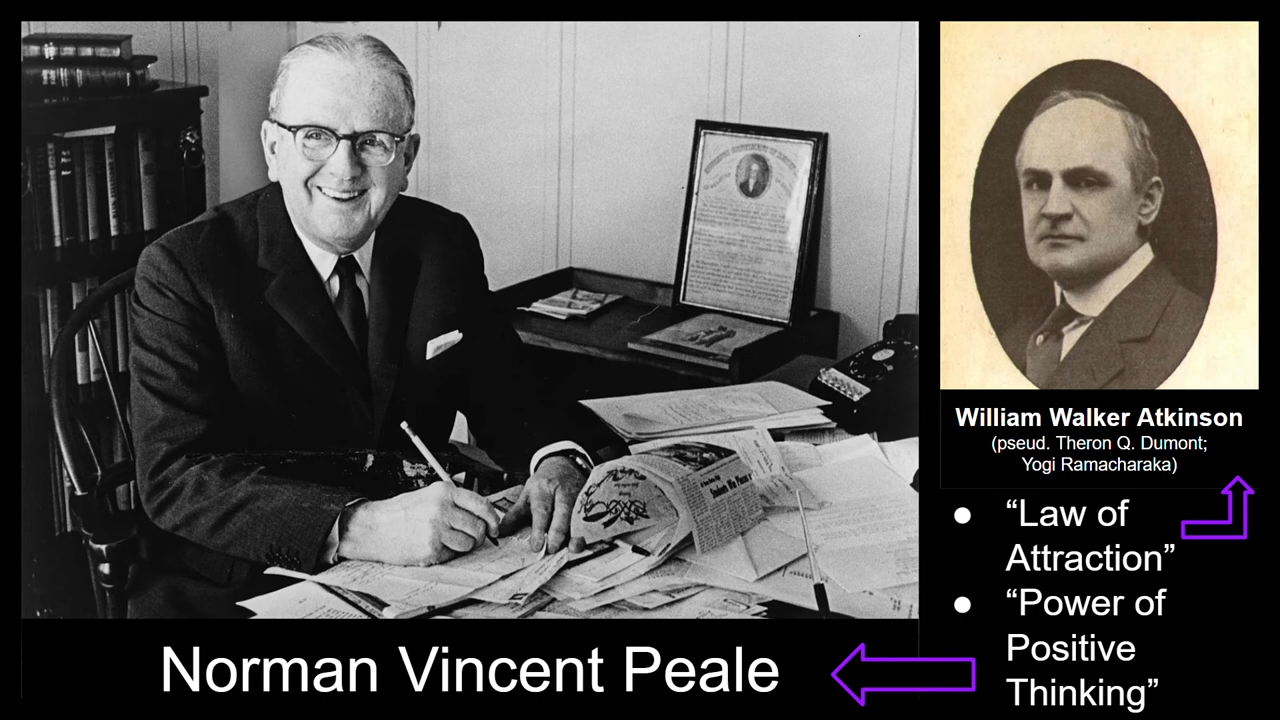 Norman Vincent Peale
William Walker Atkinson
(pseud. Theron Q. Dumont;
Yogi Ramacharaka)
● “Law of
Attraction”
● “Power of
Positive
Thinking”